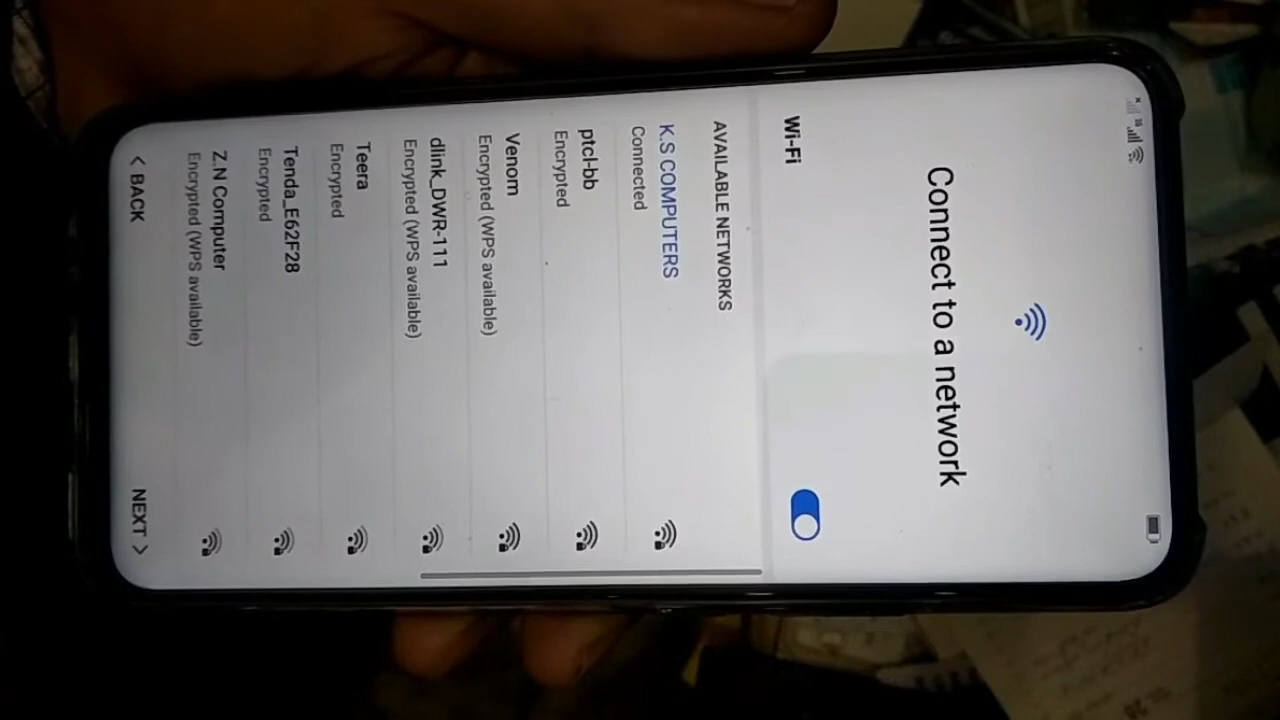 Connect to a network
Wi-Fi
AVAILABLE NETWORKS
K.S COMPUTERS
Connected
ptcl-bb
Encrypted
Venom
Encrypted (WPS available)
dlink_DWR-111
Encrypted (WPS available)
Teera
Encrypted
Tenda_E62F28
Encrypted
Z.N Computer
Encrypted (WPS available)
< BACK
NEXT >